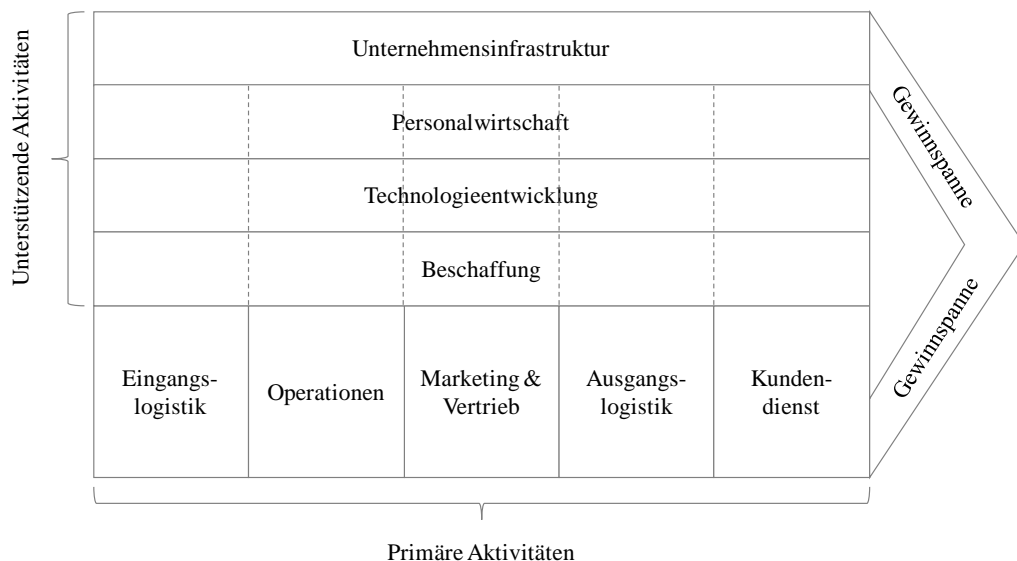 Unterstützende Aktivitäten
Unternehmensinfrastruktur
Personalwirtschaft
Technologieentwicklung
Beschaffung
Eingangs-
logistik
Operationen
Marketing &
Vertrieb
Ausgangs-
logistik
Kunden-
dienst
Gewinnspanne
Gewinnspanne
Primäre Aktivitäten